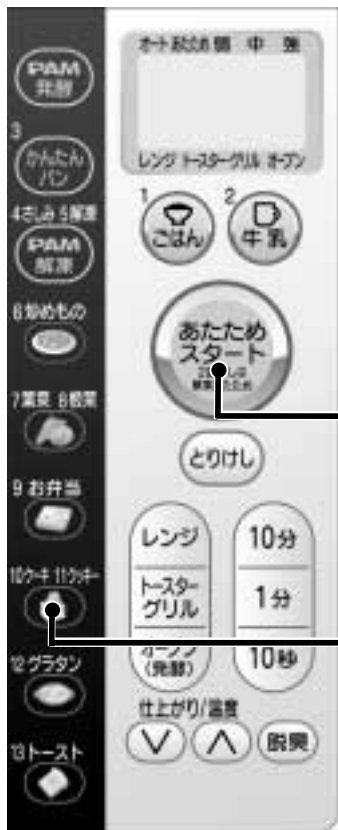 オート あたため 弱 中 強
PAM
発酵
レンジ トースターグリル オーブン
3
かんたん
パン
1
ごはん
2
牛乳
4さしみ 5解凍
PAM
解凍
6炒めもの
あたため
スタート
7葉果 8根菜
とりけし
9お弁当
レンジ
10分
トースター
グリル
1分
10ケーキ 11クッキー
オーブン
(発酵)
10秒
12グラタン
仕上がり/温度
脱臭
13トースト